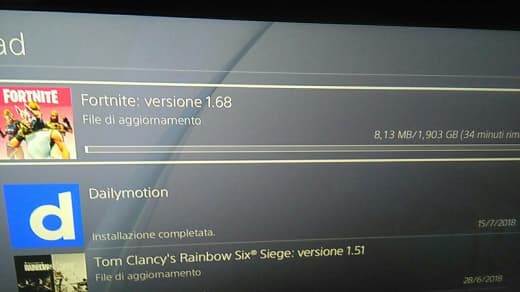 ad
FORTNITE
Fortnite: versione 1.68
File di aggiornamento
8,13 MB/1,903 GB (34 minuti rim
d
Dailymotion
Installazione completata.
15/7/2018
Tom Clancy's Rainbow Six® Siege: versione 1.51
File di aggiornamento
28/6/2018